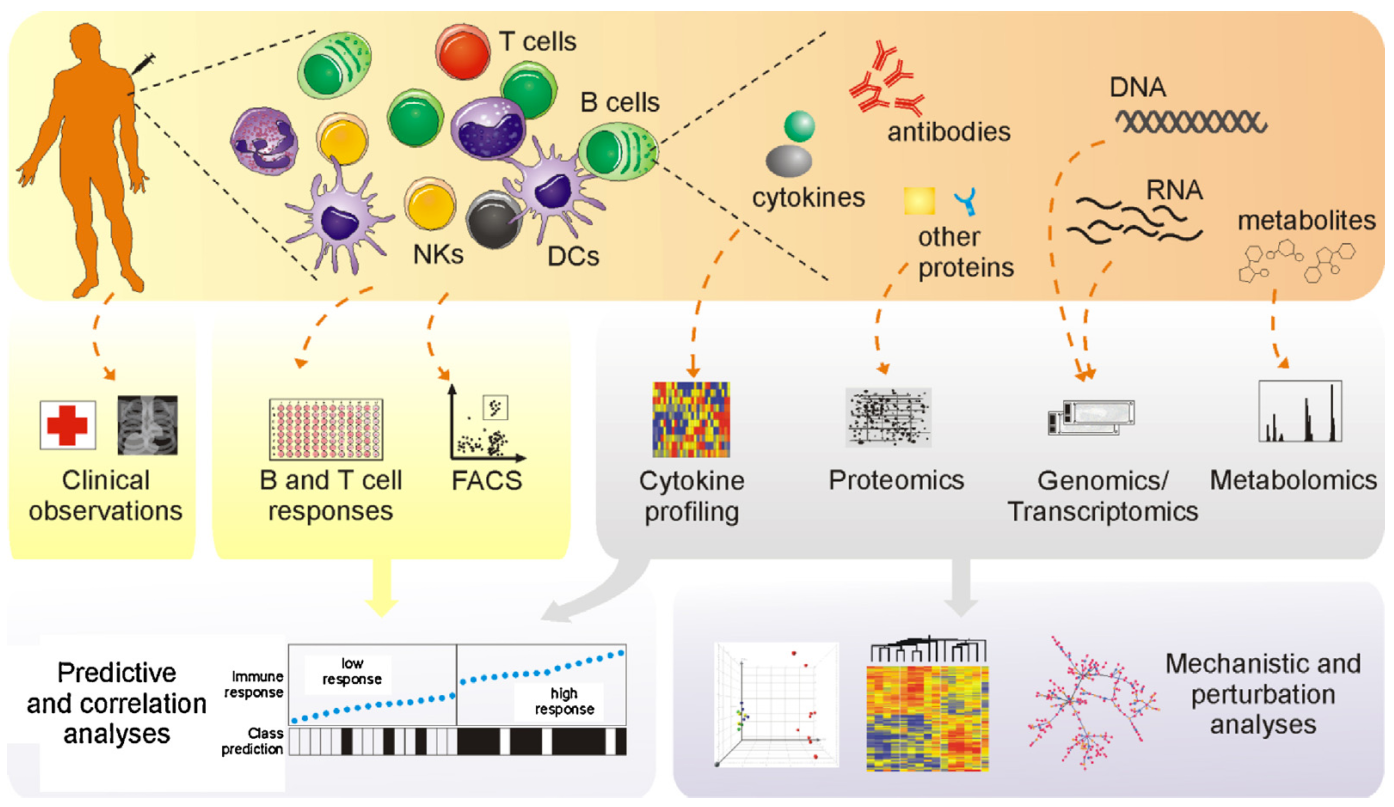 T cells
B cells
NKs
DCs
cytokines
antibodies
other
proteins
DNA
RNA
metabolites
Clinical
observations
B and T cell
responses
FACS
Cytokine
profiling
Proteomics
Genomics/
Transcriptomics
Metabolomics
Predictive
and correlation
analyses
Immune
response
low
response
high
response
Class
prediction
Mechanistic and
perturbation
analyses